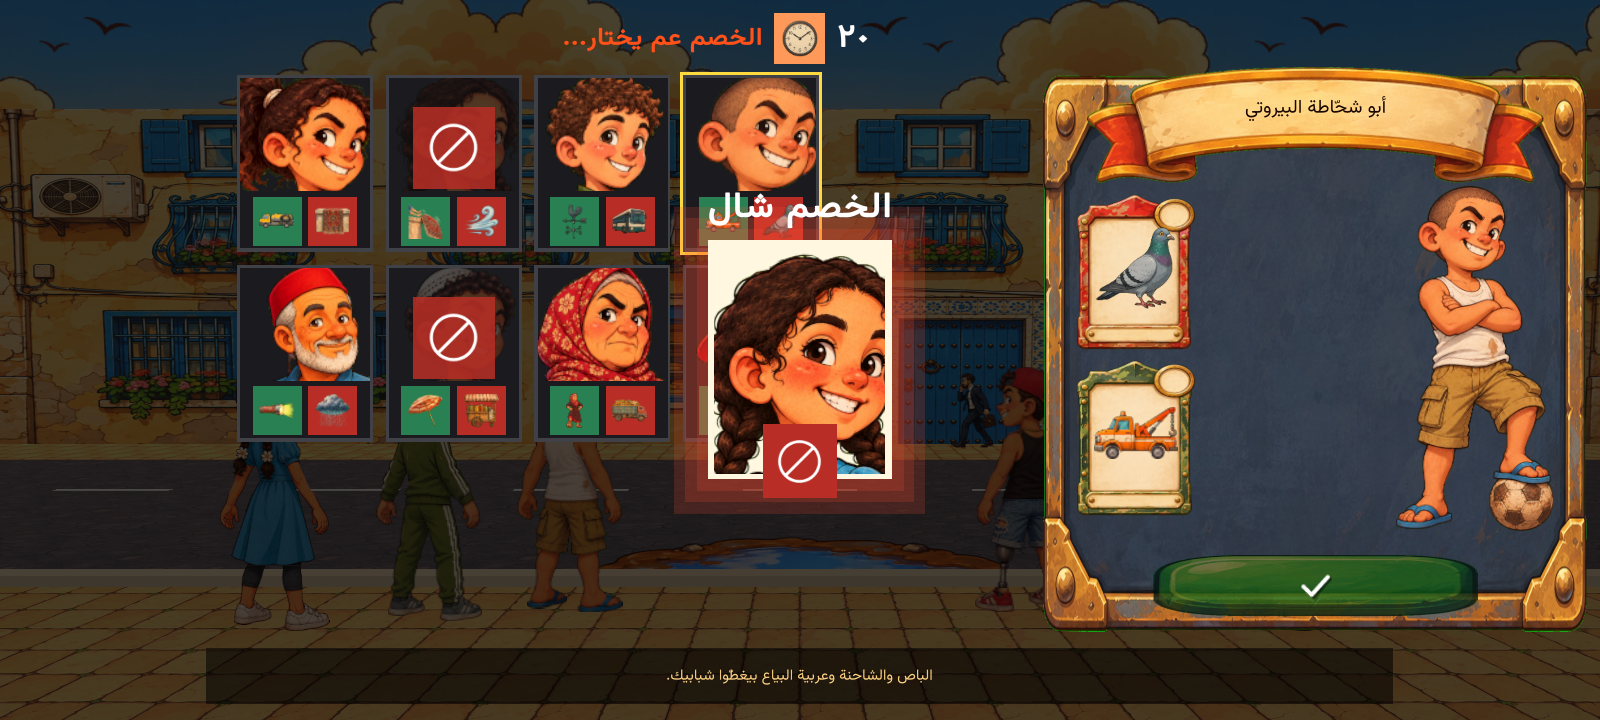 الخصم عم يختار...
٢٠
أبو شحّاطة البيروتي
الخصم شال
الباص والشاحنة وعربية البياع بيغطّوا شبابيك.